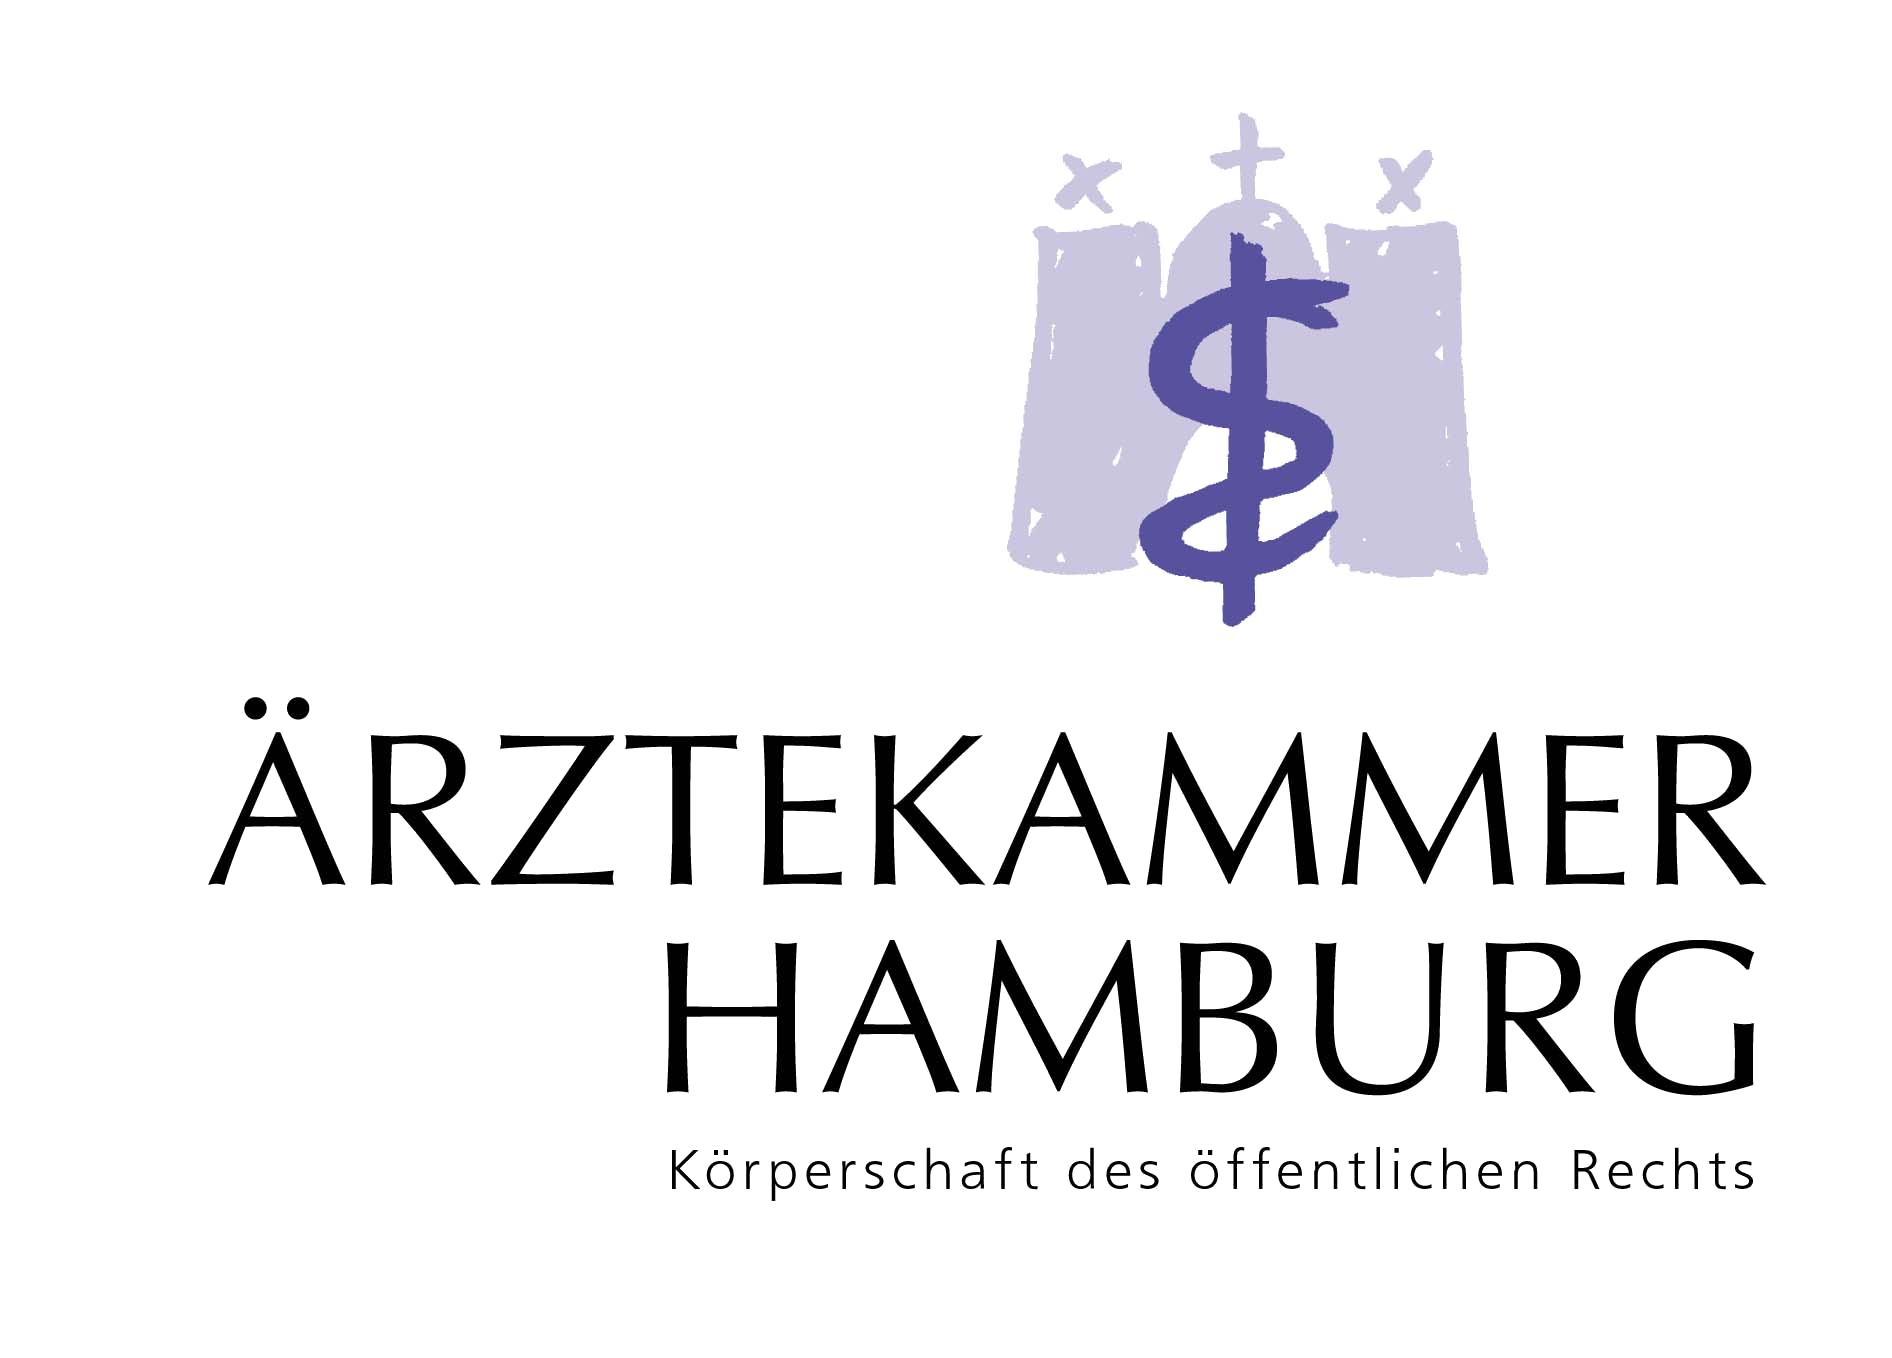 ÄRZTEKAMMER
HAMBURG
Körperschaft des öffentlichen Rechts